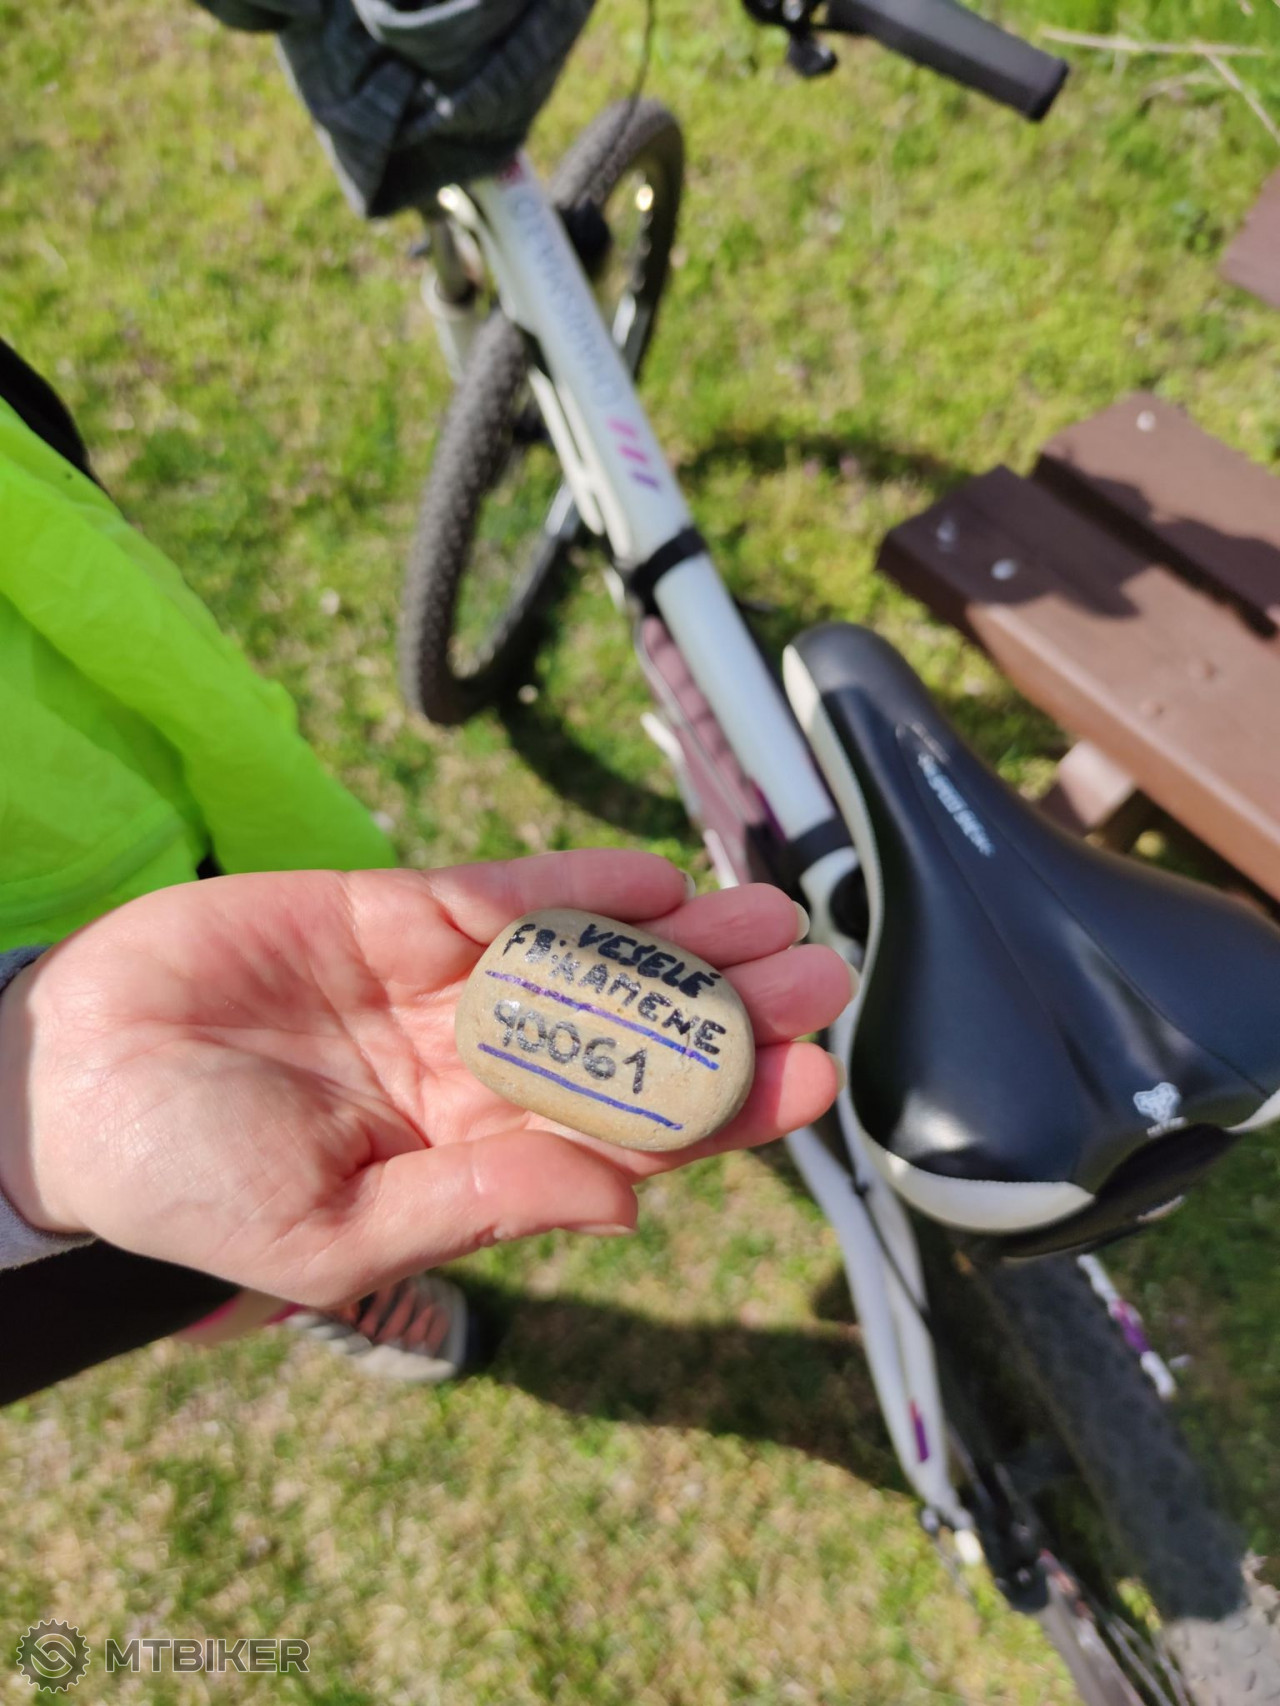 VESELÉ
FB:KAMENE
90061
MTBIKER